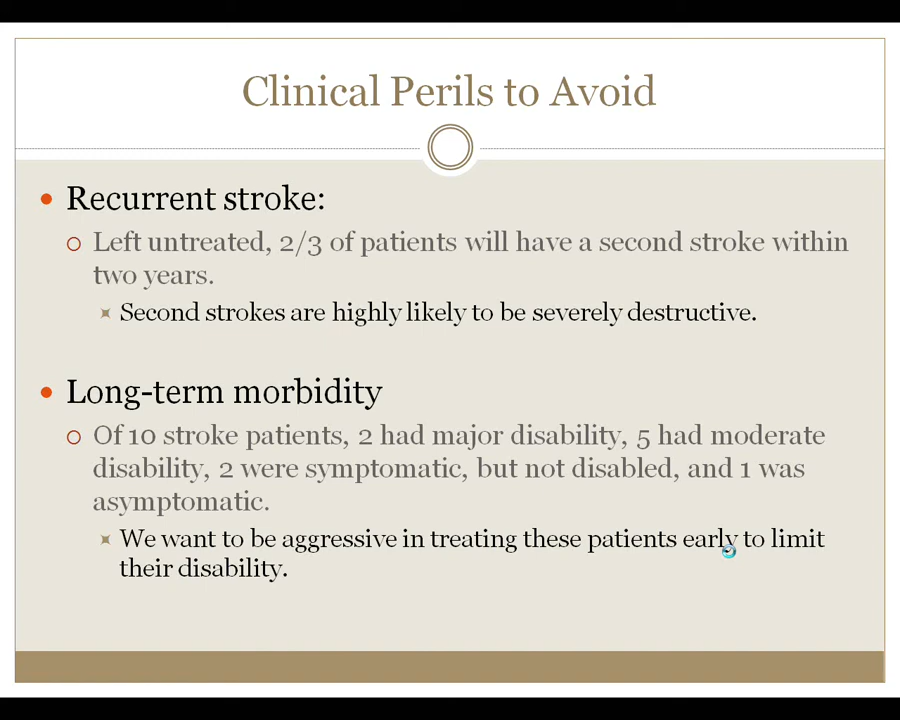 Clinical Perils to Avoid
Recurrent stroke:
Left untreated, 2/3 of patients will have a second stroke within
two years.
Second strokes are highly likely to be severely destructive.
Long-term morbidity
Of 10 stroke patients, 2 had major disability, 5 had moderate
disability, 2 were symptomatic, but not disabled, and 1 was
asymptomatic.
We want to be aggressive in treating these patients early to limit
their disability.